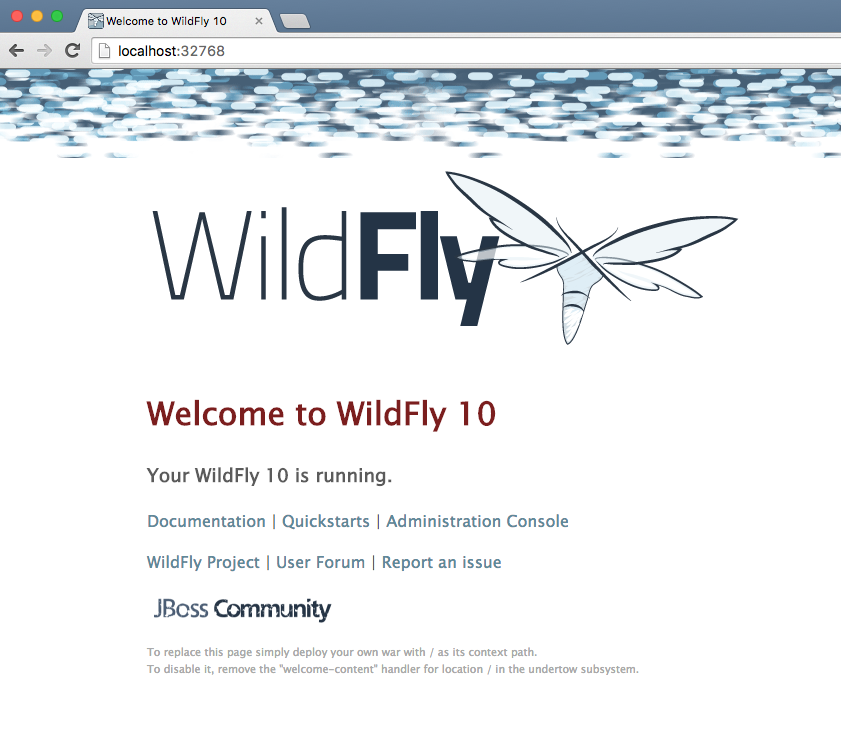 Welcome to WildFly 10
localhost:32768
WildFly
Welcome to WildFly 10
Your WildFly 10 is running.
Documentation | Quickstarts | Administration Console
WildFly Project | User Forum | Report an issue
JBoss Community
To replace this page simply deploy your own war with / as its context path.
To disable it, remove the "welcome-content" handler for location / in the undertow subsystem.